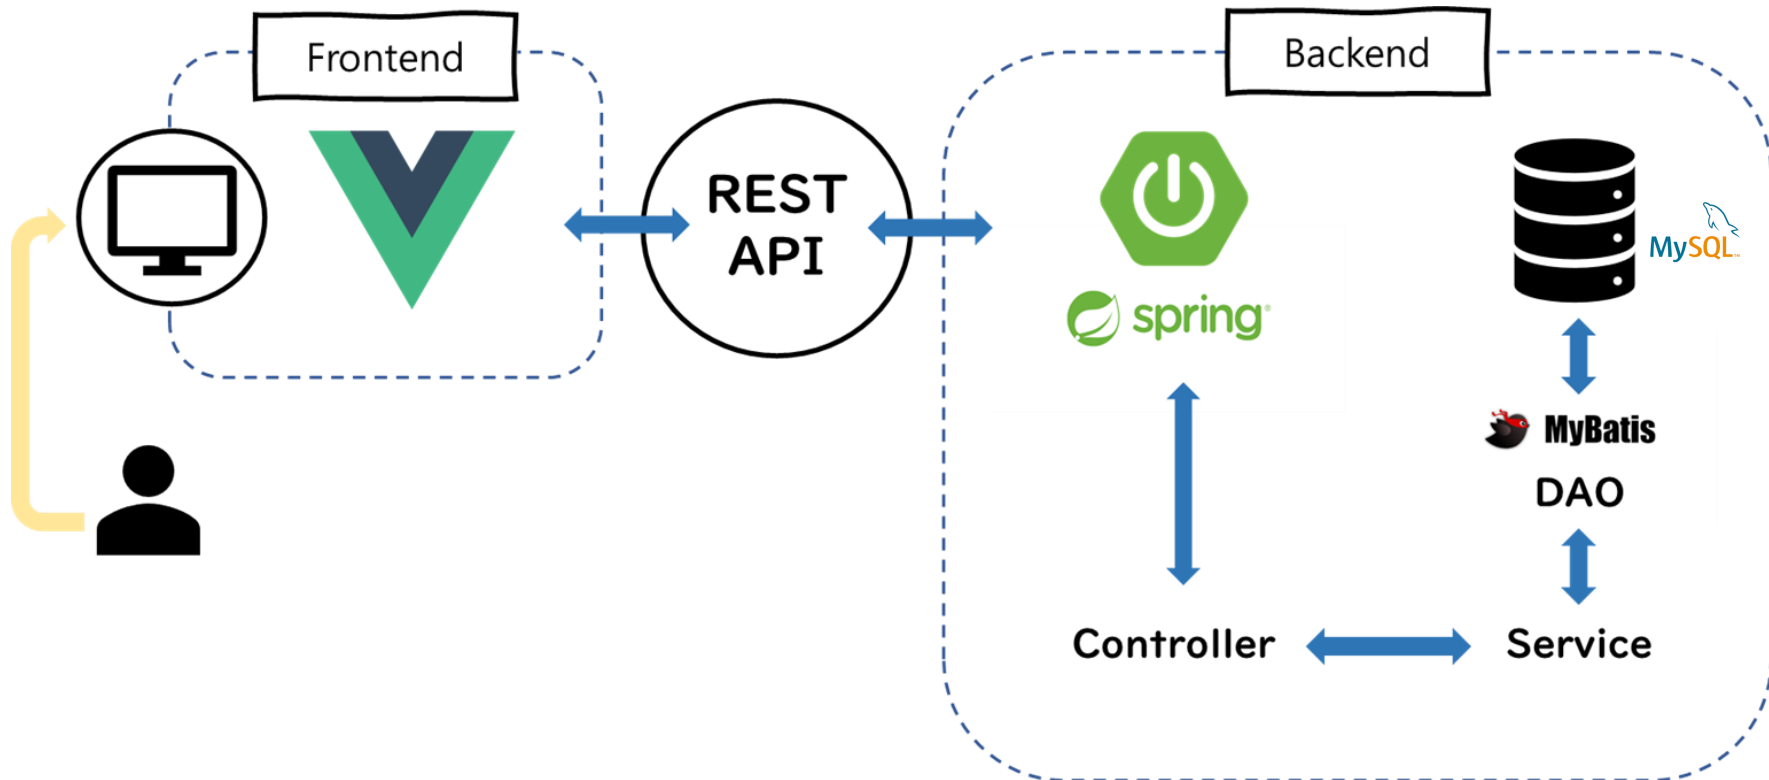 Frontend
Backend
REST
API
spring
MySQL
MyBatis
DAO
Controller
Service